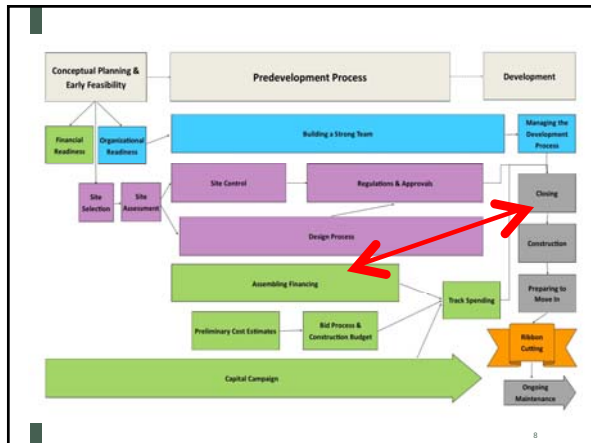 Conceptual Planning &
Early Feasibility
Predevelopment Process
Development
Financial
Readiness
Organizational
Readiness
Building a Strong Team
Managing the
Development
Process
Site
Selection
Site
Assessment
Site Control
Regulations & Approvals
Closing
Design Process
Construction
Assembling Financing
Track Spending
Preparing to
Move In
Preliminary Cost Estimates
Bid Process &
Construction Budget
Ribbon
Cutting
Capital Campaign
Ongoing
Maintenance
8